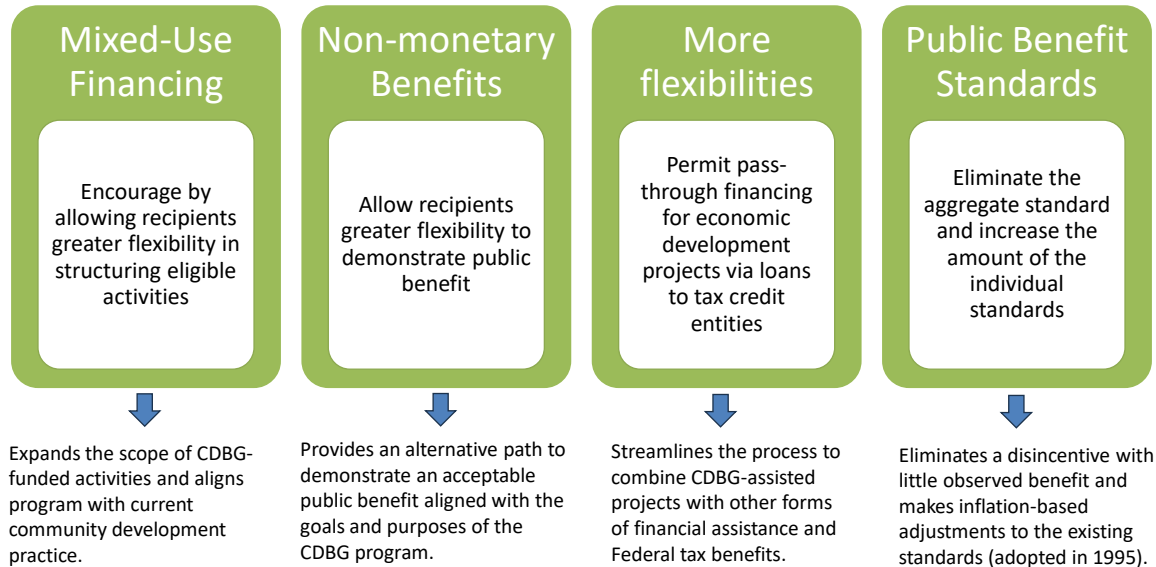 Mixed-Use
Financing
Encourage by
allowing recipients
greater flexibility in
structuring eligible
activities
Expands the scope of CDBG-
funded activities and aligns
program with current
community development
practice.
Non-monetary
Benefits
Allow recipients
greater flexibility to
demonstrate public
benefit
Provides an alternative path to
demonstrate an acceptable
public benefit aligned with the
goals and purposes of the
CDBG program.
More
flexibilities
Permit pass-
through financing
for economic
development
projects via loans
to tax credit
entities
Streamlines the process to
combine CDBG-assisted
projects with other forms
of financial assistance and
Federal tax benefits.
Public Benefit
Standards
Eliminate the
aggregate standard
and increase the
amount of the
individual
standards
Eliminates a disincentive with
little observed benefit and
makes inflation-based
adjustments to the existing
standards (adopted in 1995).